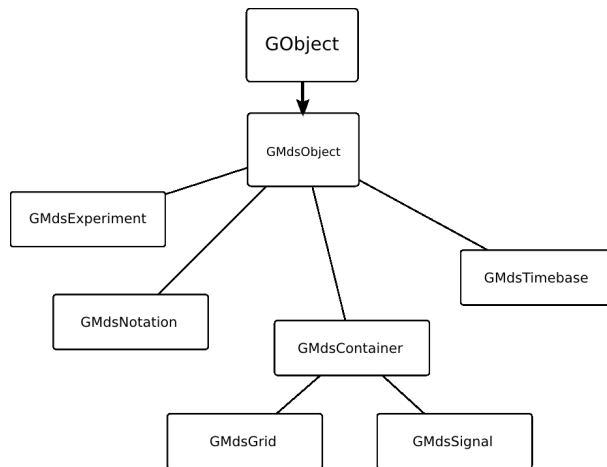 GObject
GMdsObject
GMdsExperiment
GMdsTimebase
GMdsNotation
GMdsContainer
GMdsGrid
GMdsSignal